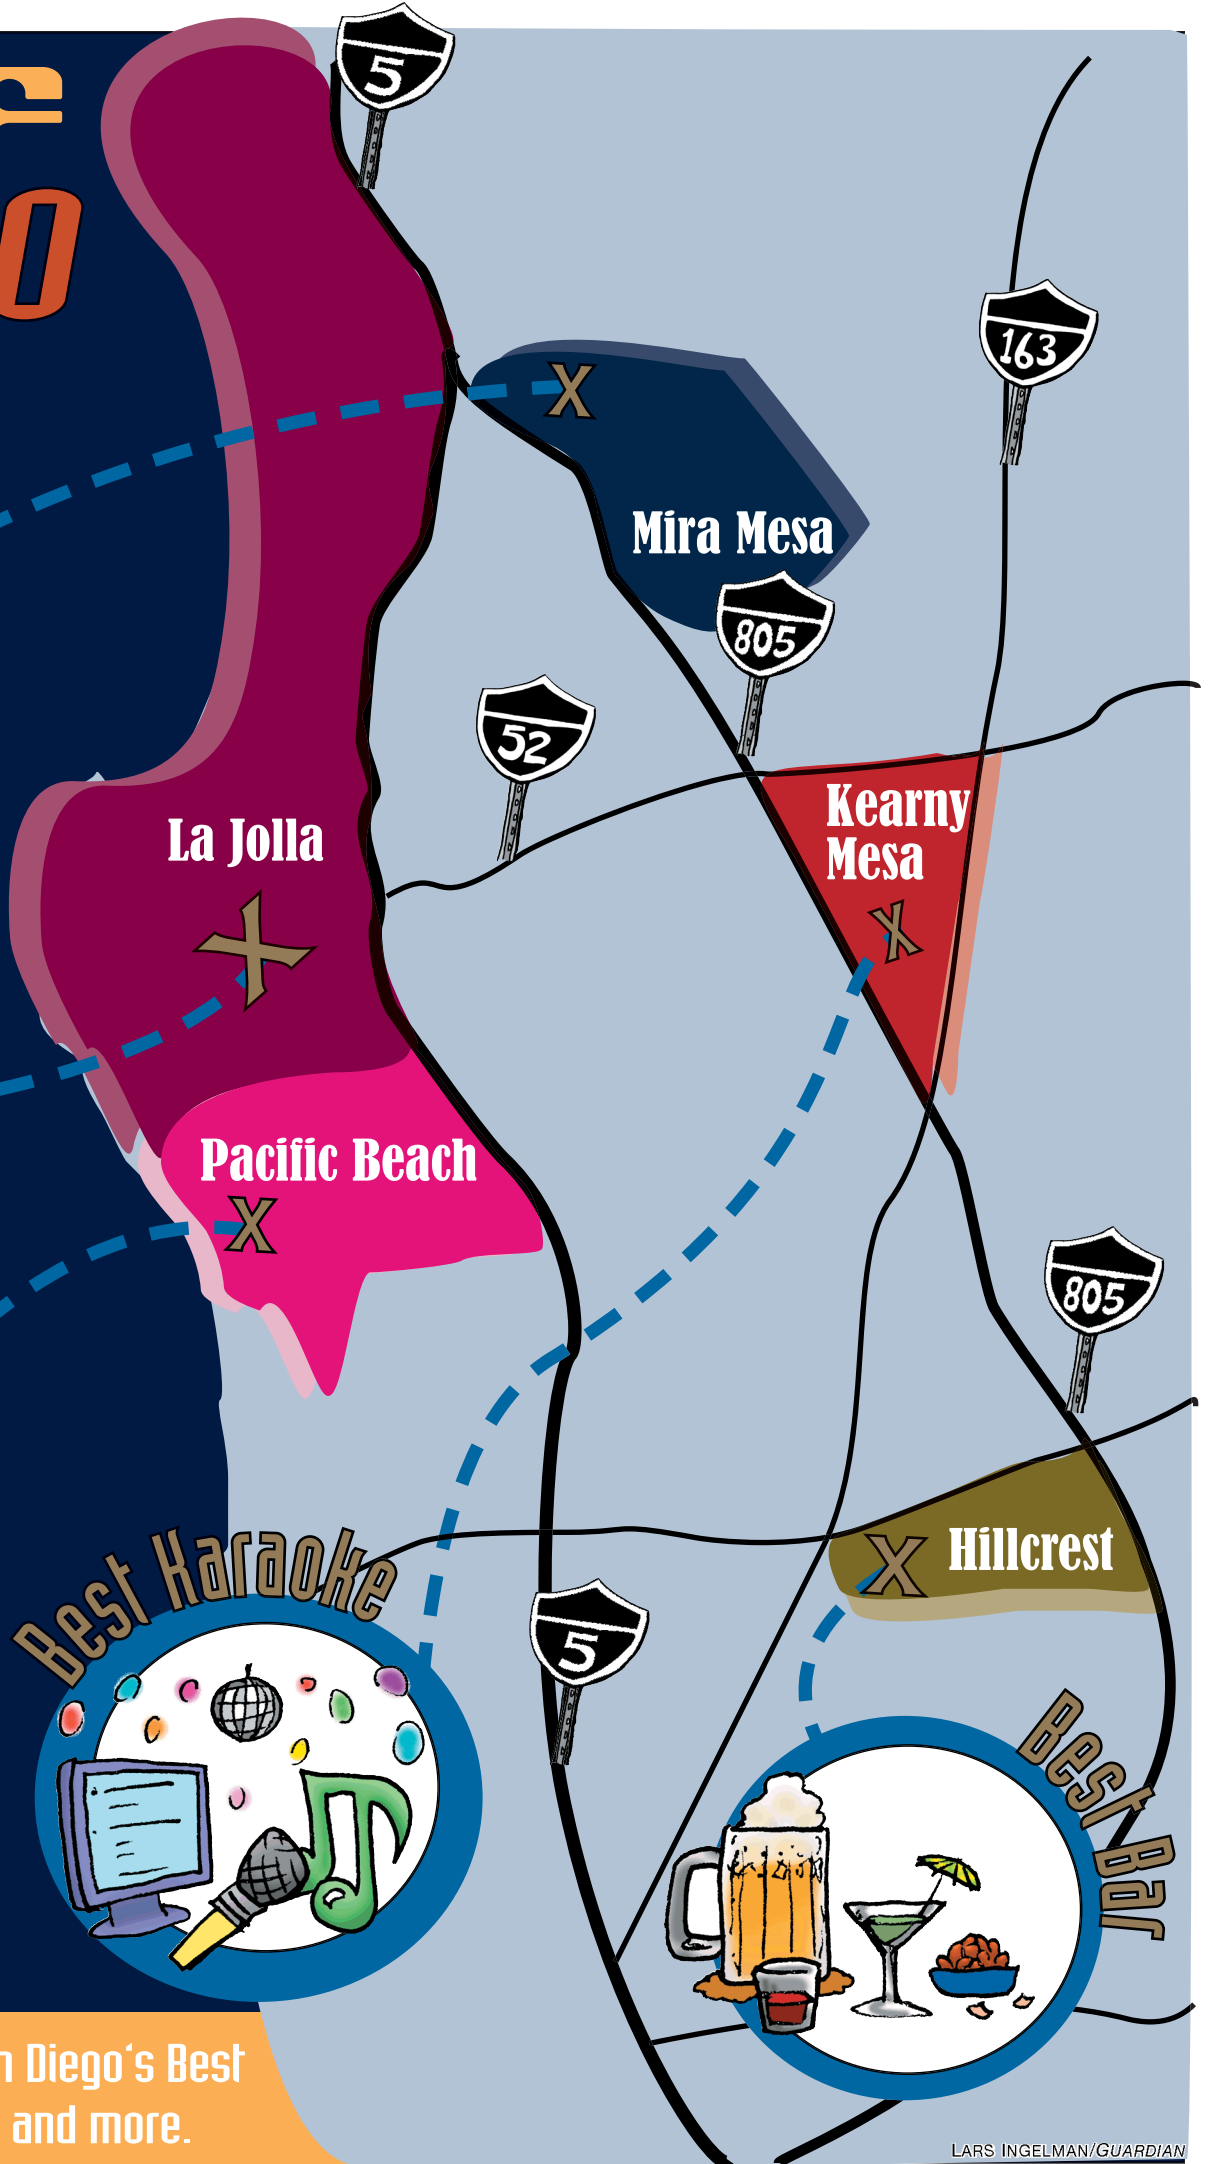 5
0
163
Mira Mesa
805
52
Kearny
Mesa
La Jolla
Pacific Beach
805
Hillcrest
Best Karaoke
5
Best Bar
Diego's Best
and more.
LARS INGELMAN/GUARDIAN